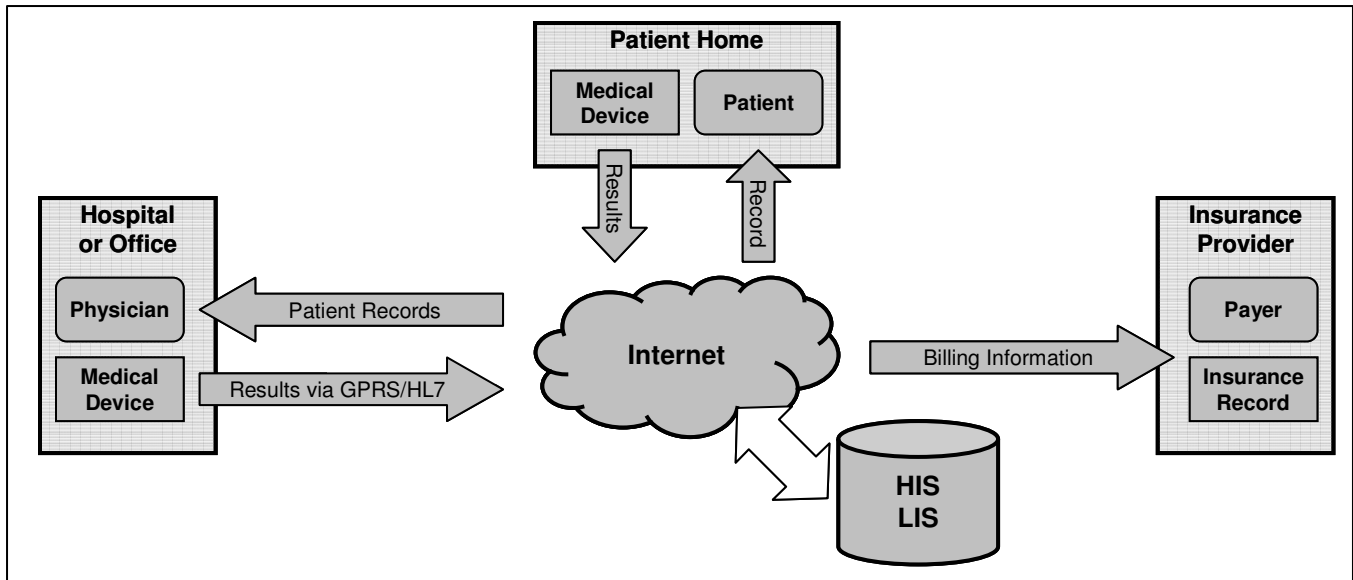 Patient Home
Medical
Device
Patient
Results
Record
Hospital
or Office
Physician
Medical
Device
Patient Records
Results via GPRS/HL7
Internet
Billing Information
Insurance
Provider
Payer
Insurance
Record
HIS
LIS